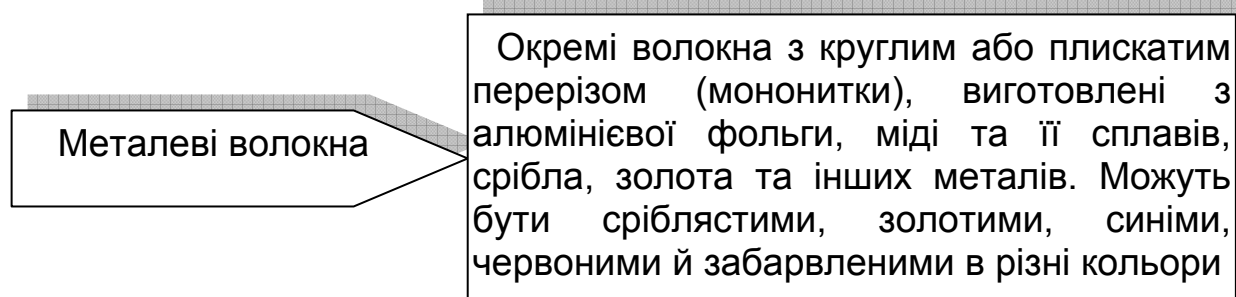 Металеві волокна
Окремі волокна з круглим або плискатим
перерізом (мононитки), виготовлені з
алюмінієвої фольги, міді та її сплавів,
срібла, золота та інших металів. Можуть
бути сріблястими, золотими, синіми,
червоними й забарвленими в різні кольори